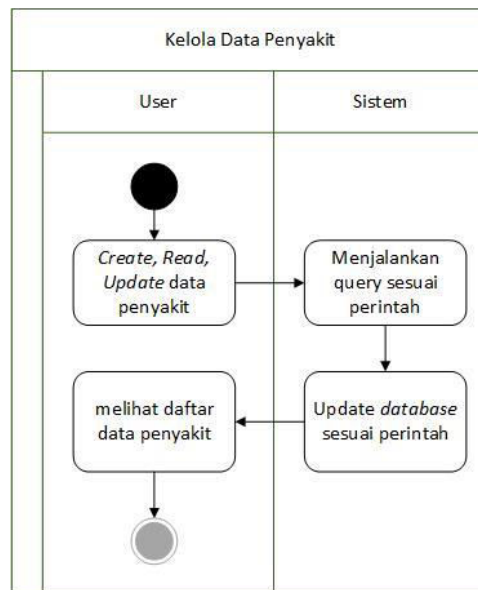 Kelola Data Penyakit
User
Sistem
Create, Read,
Update data
penyakit
Menjalankan
query sesuai
perintah
melihat daftar
data penyakit
Update database
sesuai perintah